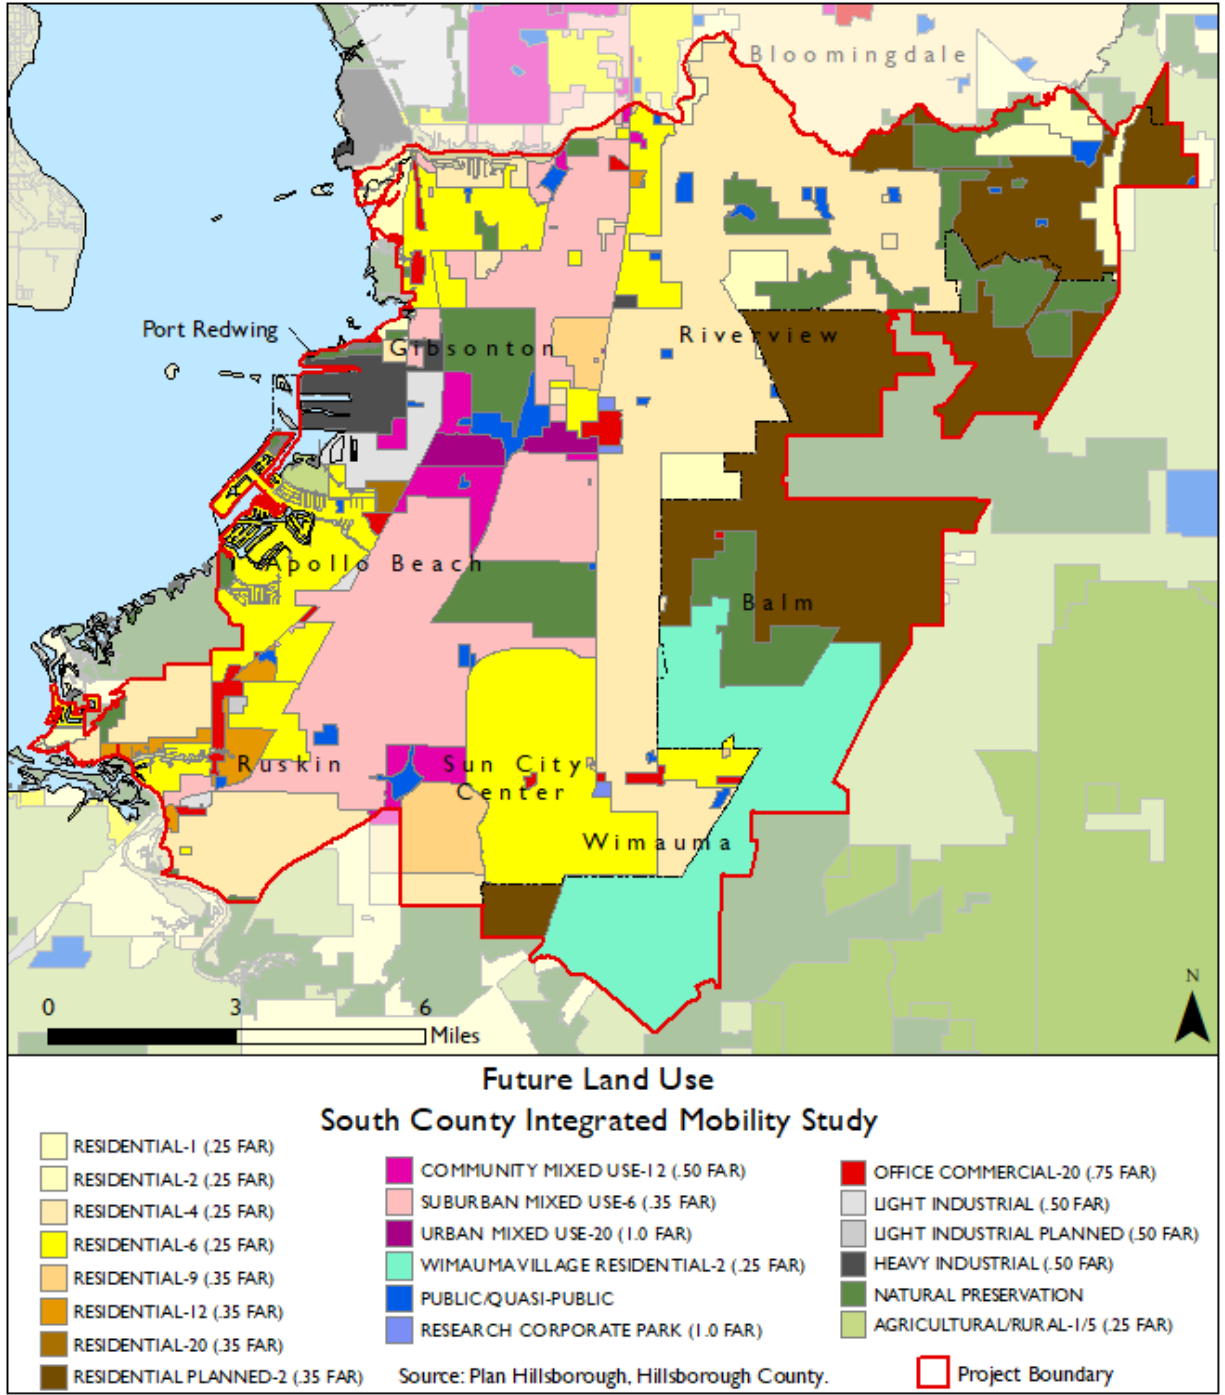 Bloomingdale
Port Redwing
Gibsonton
Riverview
Apollo Beach
Balm
Ruskin
Sun City
Center
Wimauma
N
0 3 6
Miles
Future Land Use
South County Integrated Mobility Study
RESIDENTIAL-1 (.25 FAR)
RESIDENTIAL-2 (.25 FAR)
RESIDENTIAL-4 (.25 FAR)
RESIDENTIAL-6 (.25 FAR)
RESIDENTIAL-9 (.35 FAR)
RESIDENTIAL-12 (.35 FAR)
RESIDENTIAL-20 (.35 FAR)
RESIDENTIAL PLANNED-2 (.35 FAR)
COMMUNITY MIXED USE-12 (.50 FAR)
SUBURBAN MIXED USE-6 (.35 FAR)
URBAN MIXED USE-20 (1.0 FAR)
WIMAUMA VILLAGE RESIDENTIAL-2 (.25 FAR)
PUBLIC/QUASI-PUBLIC
RESEARCH CORPORATE PARK (1.0 FAR)
OFFICE COMMERCIAL-20 (.75 FAR)
LIGHT INDUSTRIAL (.50 FAR)
LIGHT INDUSTRIAL PLANNED (.50 FAR)
HEAVY INDUSTRIAL (.50 FAR)
NATURAL PRESERVATION
AGRICULTURAL/RURAL-1/5 (.25 FAR)
Source: Plan Hillsborough, Hillsborough County.
Project Boundary